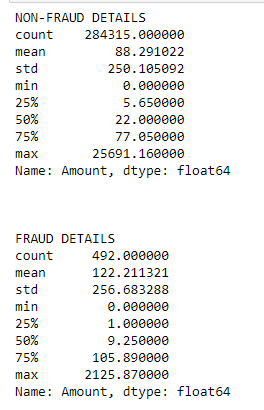 NON-FRAUD DETAILS
count    284315.000000
mean         88.291022
std         250.105092
min           0.000000
25%           5.650000
50%          22.000000
75%          77.050000
max       25691.160000
Name: Amount, dtype: float64
FRAUD DETAILS
count     492.000000
mean      122.211321
std       256.683288
min         0.000000
25%         1.000000
50%         9.250000
75%       105.890000
max      2125.870000
Name: Amount, dtype: float64